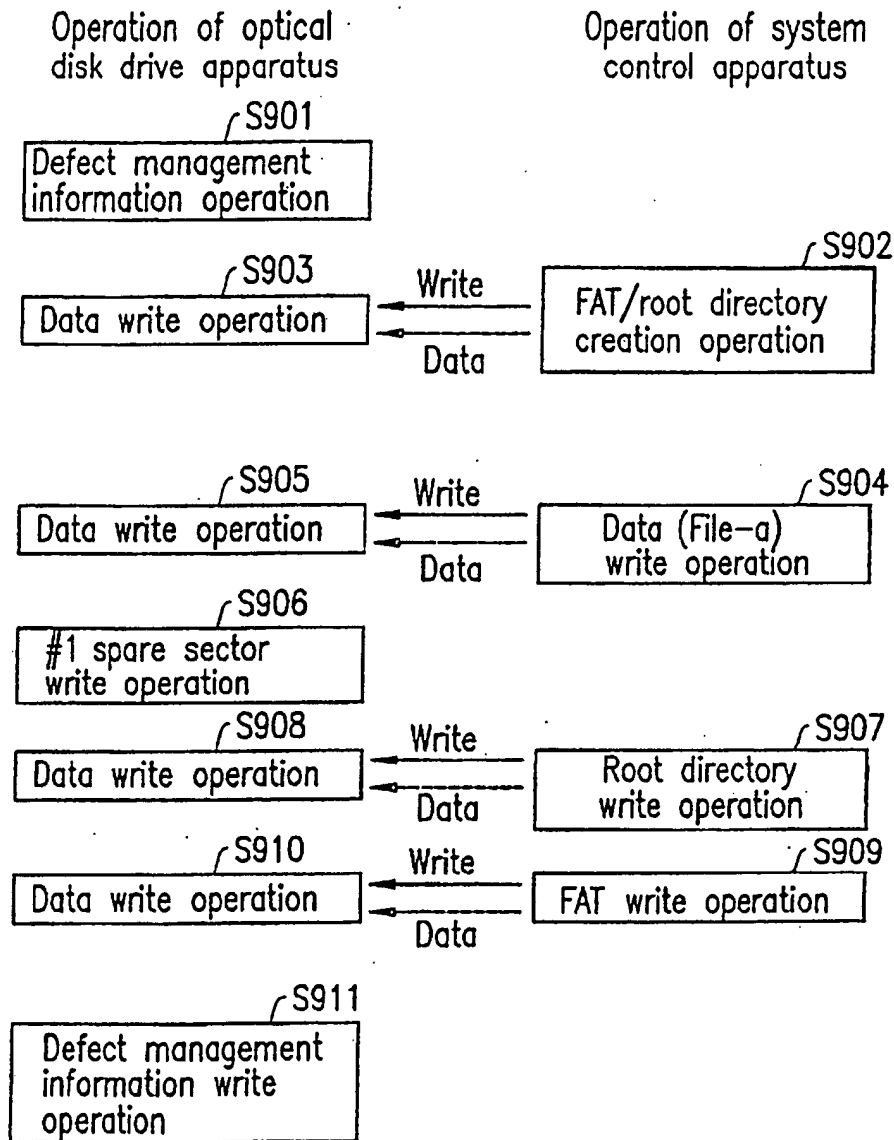 Operation of optical
disk drive apparatus
Operation of system
control apparatus
S901
Defect management
information operation
S902
FAT/root directory
creation operation
S903
Data write operation
Write
Data
S904
Data (File-a)
write operation
S905
Data write operation
Write
Data
S906
#1 spare sector
write operation
S907
Root directory
write operation
S908
Data write operation
Write
Data
S909
FAT write operation
S910
Data write operation
Write
Data
S911
Defect management
information write
operation